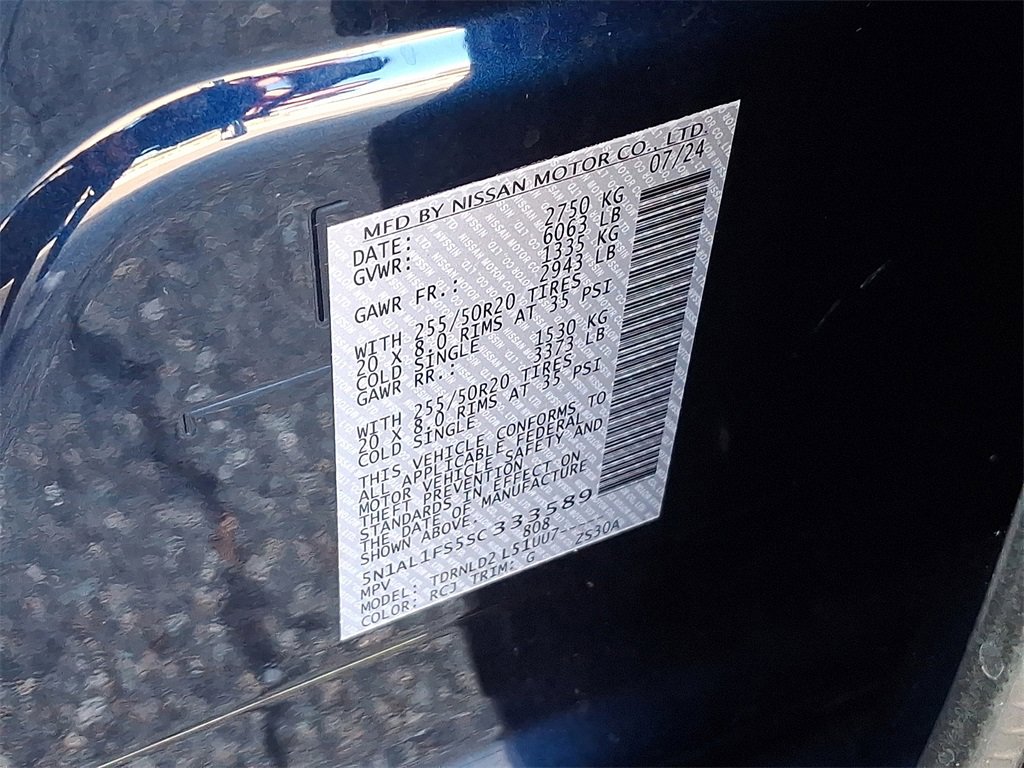 MFD BY NISSAN MOTOR CO., LTD.
DATE: 07/24
GVWR: 2750 KG
6063 LB
GAWR FR.: 1335 KG
2943 LB
WITH 255/50R20 TIRES
20 X 8.0 RIMS AT 35 PSI
COLD SINGLE
GAWR RR.: 1530 KG
3373 LB
WITH 255/50R20 TIRES
20 X 8.0 RIMS AT 35 PSI
COLD SINGLE
THIS VEHICLE CONFORMS TO
ALL APPLICABLE FEDERAL
MOTOR VEHICLE SAFETY AND
THEFT PREVENTION
STANDARDS IN EFFECT ON
THE DATE OF MANUFACTURE
SHOWN ABOVE.
5N1AL1FS5SC333589
MPV 808
MODEL: TDRNLD2 L51UU7----
COLOR: RCJ TRIM: G ZS30A